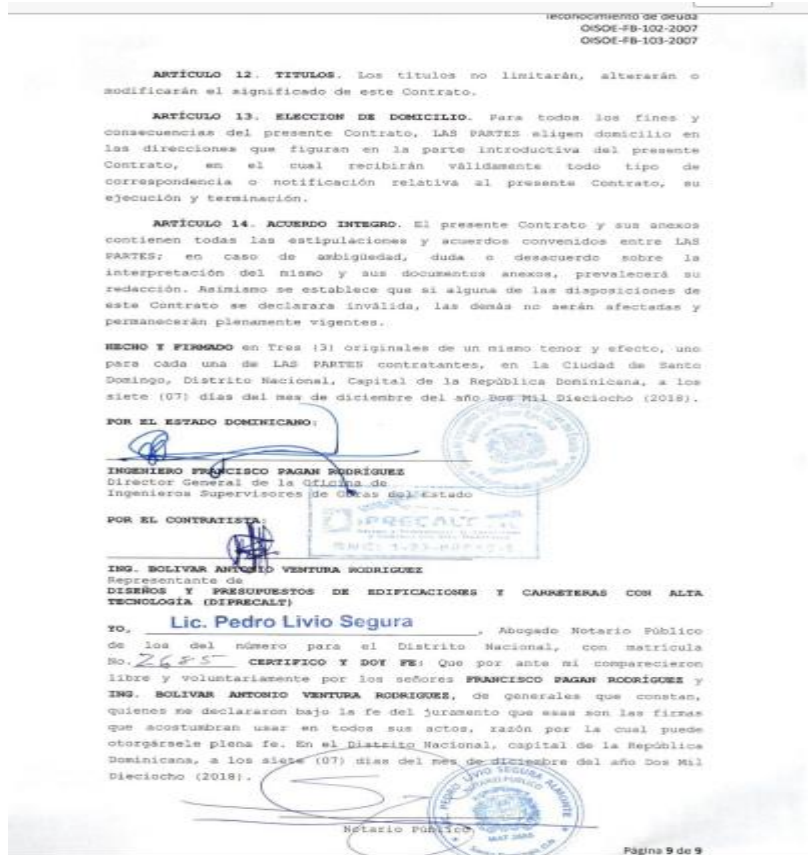 reconocimiento de deuda
OISOE-FB-102-2007
OISOE-FB-103-2007
ARTÍCULO 12. TITULOS. Los títulos no limitarán, alterarán o
modificarán el significado de este Contrato.
ARTÍCULO 13. ELECCION DE DOMICILIO. Para todos los fines y
consecuencias del presente Contrato, LAS PARTES eligen domicilio en
las direcciones que figuran en la parte introductiva del presente
Contrato, en el cual recibirán válidamente todo tipo de
correspondencia o notificación relativa al presente Contrato, su
ejecución y terminación.
ARTÍCULO 14. ACUERDO INTEGRO. El presente Contrato y sus anexos
contienen todas las estipulaciones y acuerdos convenidos entre LAS
PARTES; en caso de ambigüedad, duda o desacuerdo sobre la
interpretación del mismo y sus documentos anexos, prevalecerá su
redacción. Asimismo se establece que si alguna de las disposiciones de
este Contrato se declarara inválida, las demás no serán afectadas y
permanecerán plenamente vigentes.
HECHO Y FIRMADO en Tres (3) originales de un mismo tenor y efecto, uno
para cada una de LAS PARTES contratantes, en la Ciudad de Santo
Domingo, Distrito Nacional, Capital de la República Dominicana, a los
siete (07) días del mes de diciembre del año Dos Mil Dieciocho (2018).
POR EL ESTADO DOMINICANO:
INGENIERO FRANCISCO PAGAN RODRÍGUEZ
Director General de la Oficina de
Ingenieros Supervisores de Obras del Estado
POR EL CONTRATISTA:
ING. BOLIVAR ANTONIO VENTURA RODRIGUEZ
Representante de
DISEÑOS Y PRESUPUESTOS DE EDIFICACIONES Y CARRETERAS CON ALTA
TECNOLOGÍA (DIPRECALT)
YO, Lic. Pedro Livio Segura, Abogado Notario Público
de los del número para el Distrito Nacional, con matrícula
No. 2685 CERTIFICO Y DOY FE: Que por ante mí comparecieron
libre y voluntariamente por los señores FRANCISCO PAGAN RODRÍGUEZ y
ING. BOLIVAR ANTONIO VENTURA RODRIGUEZ, de generales que constan,
quienes me declararon bajo la fe del juramento que esas son las firmas
que acostumbran usar en todos sus actos, razón por la cual puede
otorgársele plena fe. En el Distrito Nacional, capital de la República
Dominicana, a los siete (07) días del mes de diciembre del año Dos Mil
Dieciocho (2018).
LIC. PEDRO LIVIO SEGURA ALMONTE
NOTARIO PUBLICO
Notario Público
Página 9 de 9